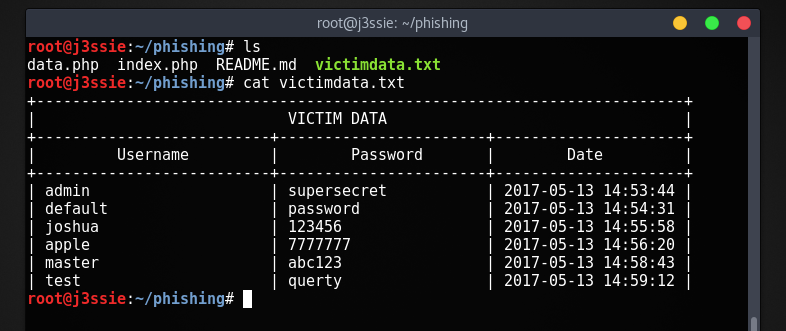 root@j3ssie: ~/phishing
root@j3ssie:~/phishing# ls
data.php  index.php  README.md  victimdata.txt
root@j3ssie:~/phishing# cat victimdata.txt
+------------------------------------------------------------------------+
|                            VICTIM DATA                                 |
+--------------------------+-----------------------+---------------------+
|         Username         |        Password       |        Date         |
+--------------------------+-----------------------+---------------------+
| admin                    | supersecret           | 2017-05-13 14:53:44 |
| default                  | password              | 2017-05-13 14:54:31 |
| joshua                   | 123456                | 2017-05-13 14:55:58 |
| apple                    | 7777777               | 2017-05-13 14:56:20 |
| master                   | abc123                | 2017-05-13 14:58:43 |
| test                     | querty                | 2017-05-13 14:59:12 |
root@j3ssie:~/phishing#